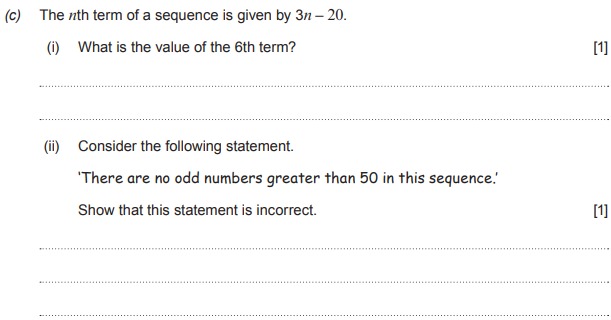 (c) The nth term of a sequence is given by 3n – 20.
(i) What is the value of the 6th term? [1]
(ii) Consider the following statement.
‘There are no odd numbers greater than 50 in this sequence.’
Show that this statement is incorrect. [1]